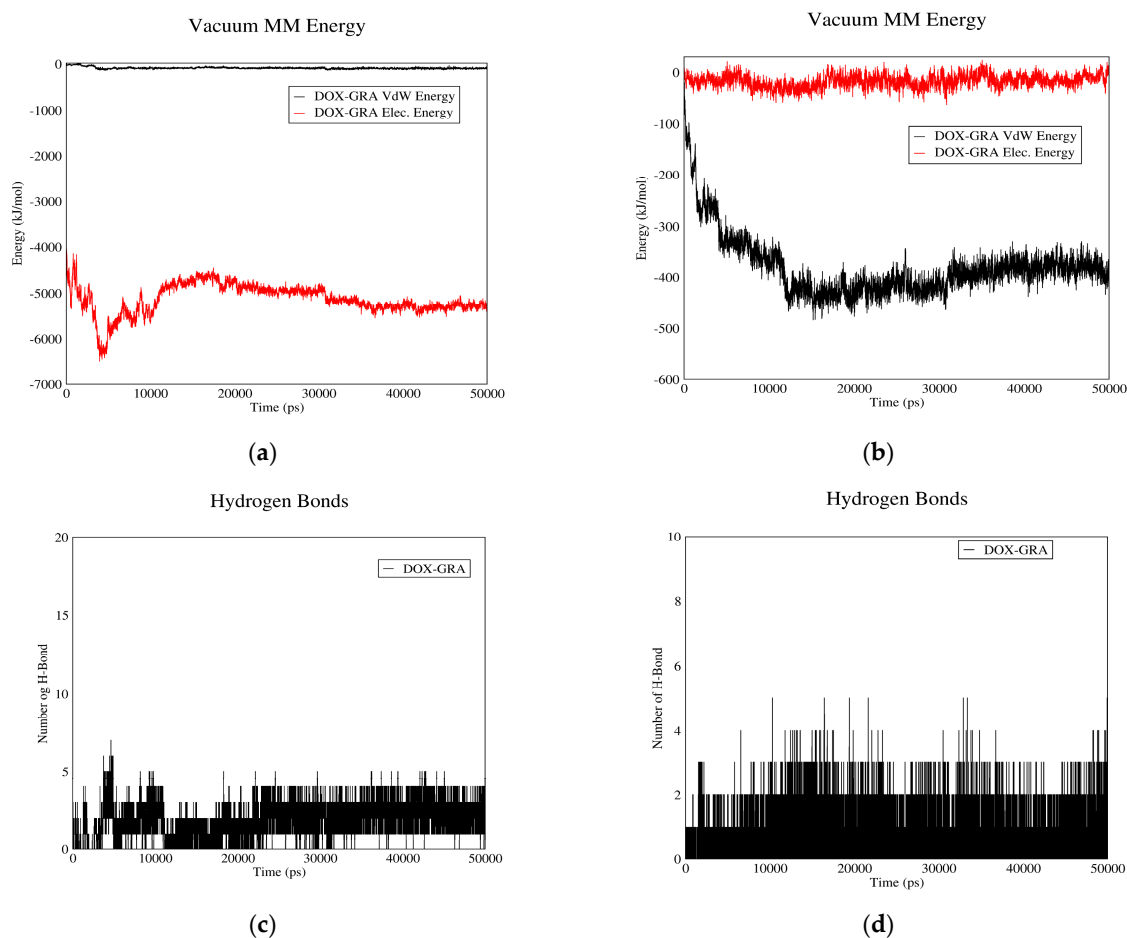 Vacuum MM Energy
0
-1000
-2000
-3000
-4000
-5000
-6000
-7000
Energy (kJ/mol)
DOX-GRA VdW Energy
DOX-GRA Elec. Energy
0
10000
20000
30000
40000
50000
Time (ps)
(a)
Vacuum MM Energy
0
-100
-200
-300
-400
-500
-600
Energy (kJ/mol)
DOX-GRA VdW Energy
DOX-GRA Elec. Energy
0
10000
20000
30000
40000
50000
Time (ps)
(b)
Hydrogen Bonds
20
15
10
5
0
Number og H-Bond
DOX-GRA
0
10000
20000
30000
40000
50000
Time (ps)
(c)
Hydrogen Bonds
10
8
6
4
2
0
Number of H-Bond
DOX-GRA
0
10000
20000
30000
40000
50000
Time (ps)
(d)